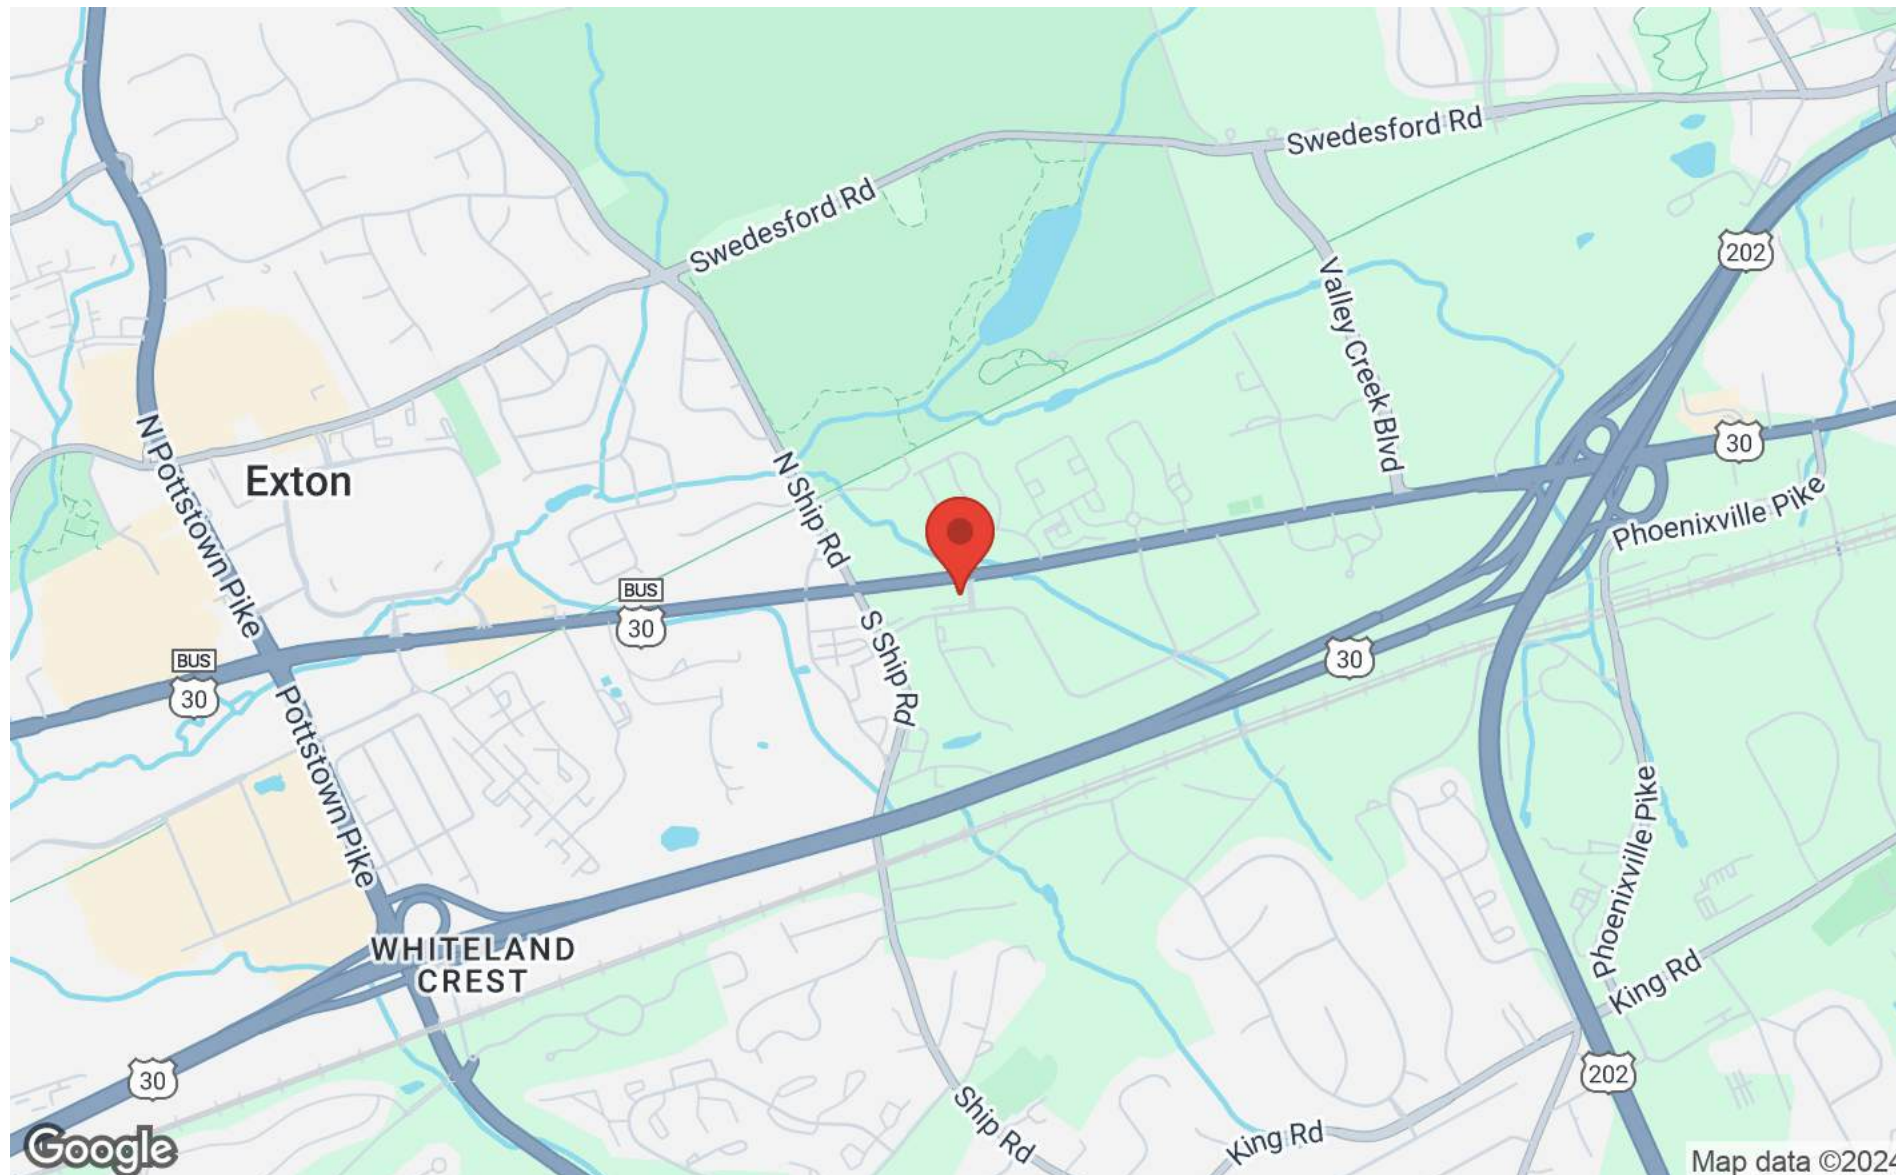 Swedesford Rd
Swedesford Rd
202
Valley Creek Blvd
N Pottstown Pike
30
Exton
N Ship Rd
Phoenixville Pike
BUS
30
S Ship Rd
30
BUS
30
Pottstown Pike
Phoenixville Pike
WHITELAND
CREST
King Rd
30
202
Ship Rd
King Rd
Google
Map data ©2024